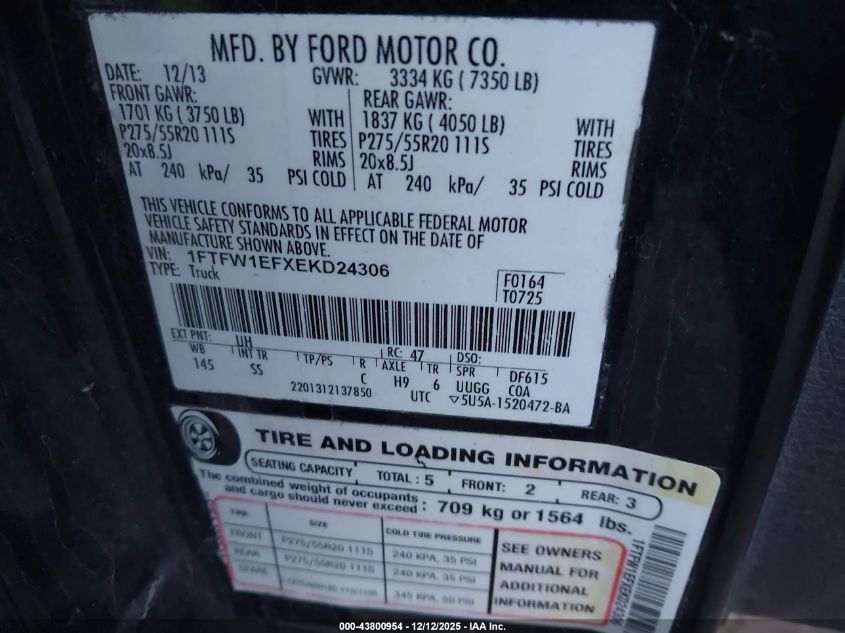 MFD. BY FORD MOTOR CO.
DATE: 12/13 GVWR: 3334 KG ( 7350 LB)
FRONT GAWR: REAR GAWR:
1701 KG ( 3750 LB) WITH 1837 KG ( 4050 LB) WITH
P275/55R20 111S TIRES P275/55R20 111S TIRES
20x8.5J RIMS 20x8.5J RIMS
AT 240 kPa/ 35 PSI COLD AT 240 kPa/ 35 PSI COLD
THIS VEHICLE CONFORMS TO ALL APPLICABLE FEDERAL MOTOR
VEHICLE SAFETY STANDARDS IN EFFECT ON THE DATE OF
MANUFACTURE SHOWN ABOVE.
VIN: 1FTFW1EFXEKD24306
TYPE: Truck
F0164
T0725
EXT PNT: UH RC: 47 DSO:
WB INT TR TP/PS R AXLE TR SPR DF615
145 SS C H9 6 UUGG COA
2201312137850 UTC ▽5U5A-1520472-BA
TIRE AND LOADING INFORMATION
SEATING CAPACITY TOTAL : 5 FRONT: 2 REAR: 3
The combined weight of occupants
and cargo should never exceed : 709 kg or 1564 lbs.
TIRE SIZE COLD TIRE PRESSURE
FRONT P275/55R20 111S 240 KPA, 35 PSI
REAR P275/55R20 111S 240 KPA, 35 PSI
SPARE 345 KPA, 50 PSI
SEE OWNERS
MANUAL FOR
ADDITIONAL
INFORMATION
1FTFW1EFXEKD24306
000-43800954 - 12/12/2025 - IAA Inc.